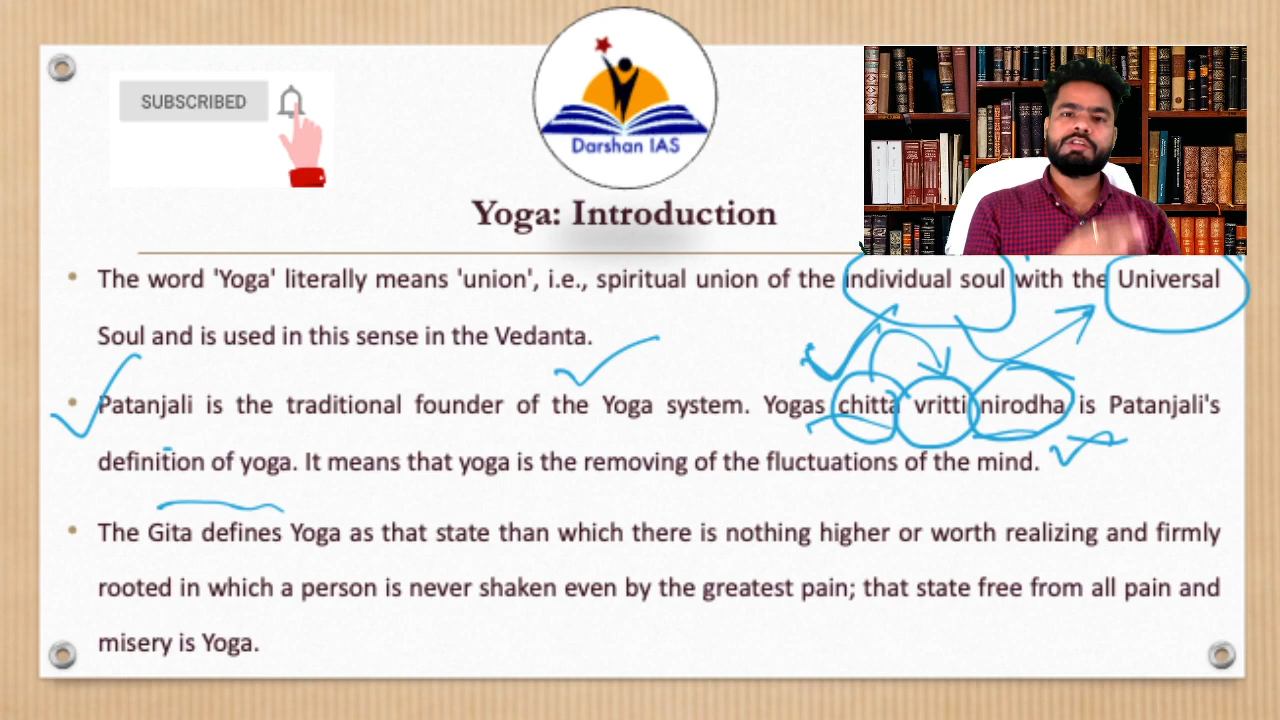 SUBSCRIBED
Darshan IAS
Yoga: Introduction
• The word 'Yoga' literally means 'union', i.e., spiritual union of the individual soul with the Universal
Soul and is used in this sense in the Vedanta.
• Patanjali is the traditional founder of the Yoga system. Yogas chitta vritti nirodha is Patanjali's
definition of yoga. It means that yoga is the removing of the fluctuations of the mind.
• The Gita defines Yoga as that state than which there is nothing higher or worth realizing and firmly
rooted in which a person is never shaken even by the greatest pain; that state free from all pain and
misery is Yoga.